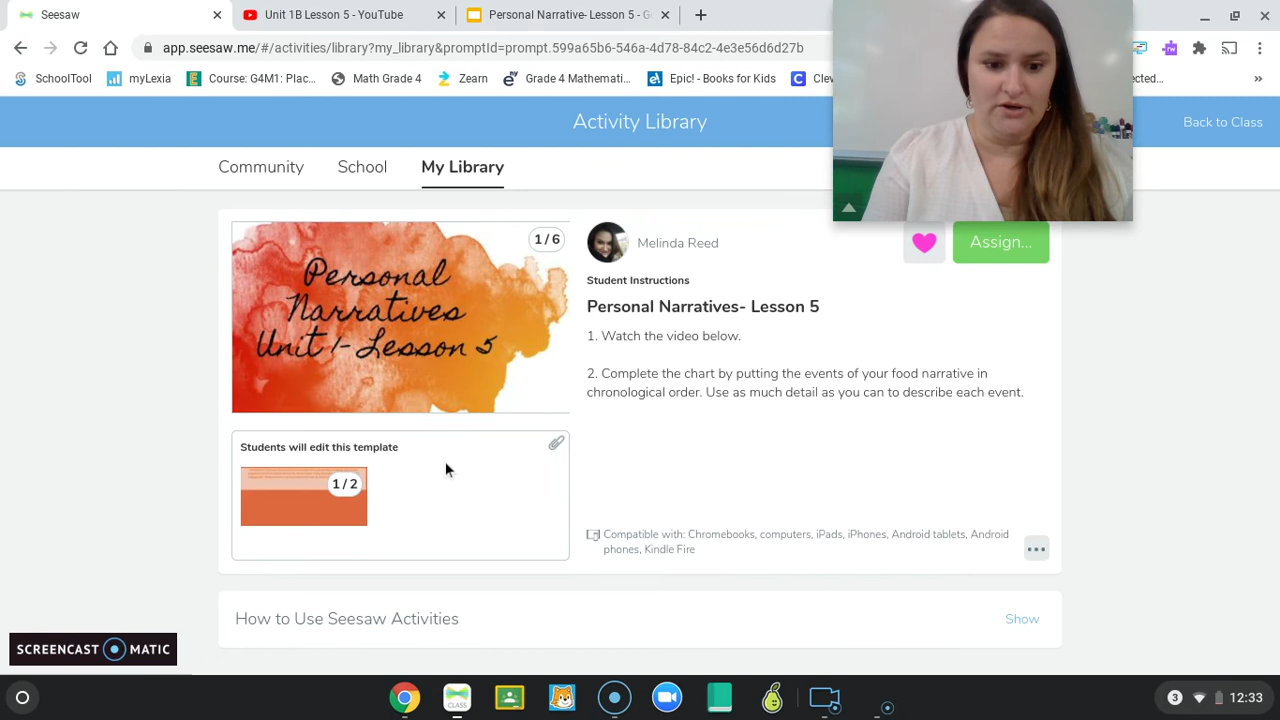 Seesaw
Unit 1B Lesson 5 - YouTube
Personal Narrative- Lesson 5 - G
app.seesaw.me/#/activities/library?my_library&promptId=prompt.599a65b6-546a-4d78-84c2-4e3e56d6d27b
SchoolTool
myLexia
Course: G4M1: Plac...
Math Grade 4
Zearn
Grade 4 Mathemati...
Epic! - Books for Kids
Clev
ected...
Activity Library
Back to Class
Community
School
My Library
1 / 6
Personal
Narratives
Unit 1- Lesson 5
Melinda Reed
Assign...
Student Instructions
Personal Narratives- Lesson 5
1. Watch the video below.
2. Complete the chart by putting the events of your food narrative in
chronological order. Use as much detail as you can to describe each event.
Students will edit this template
1 / 2
Compatible with: Chromebooks, computers, iPads, iPhones, Android tablets, Android
phones, Kindle Fire
How to Use Seesaw Activities
Show
SCREENCAST MATIC
CLASS
3
12:33